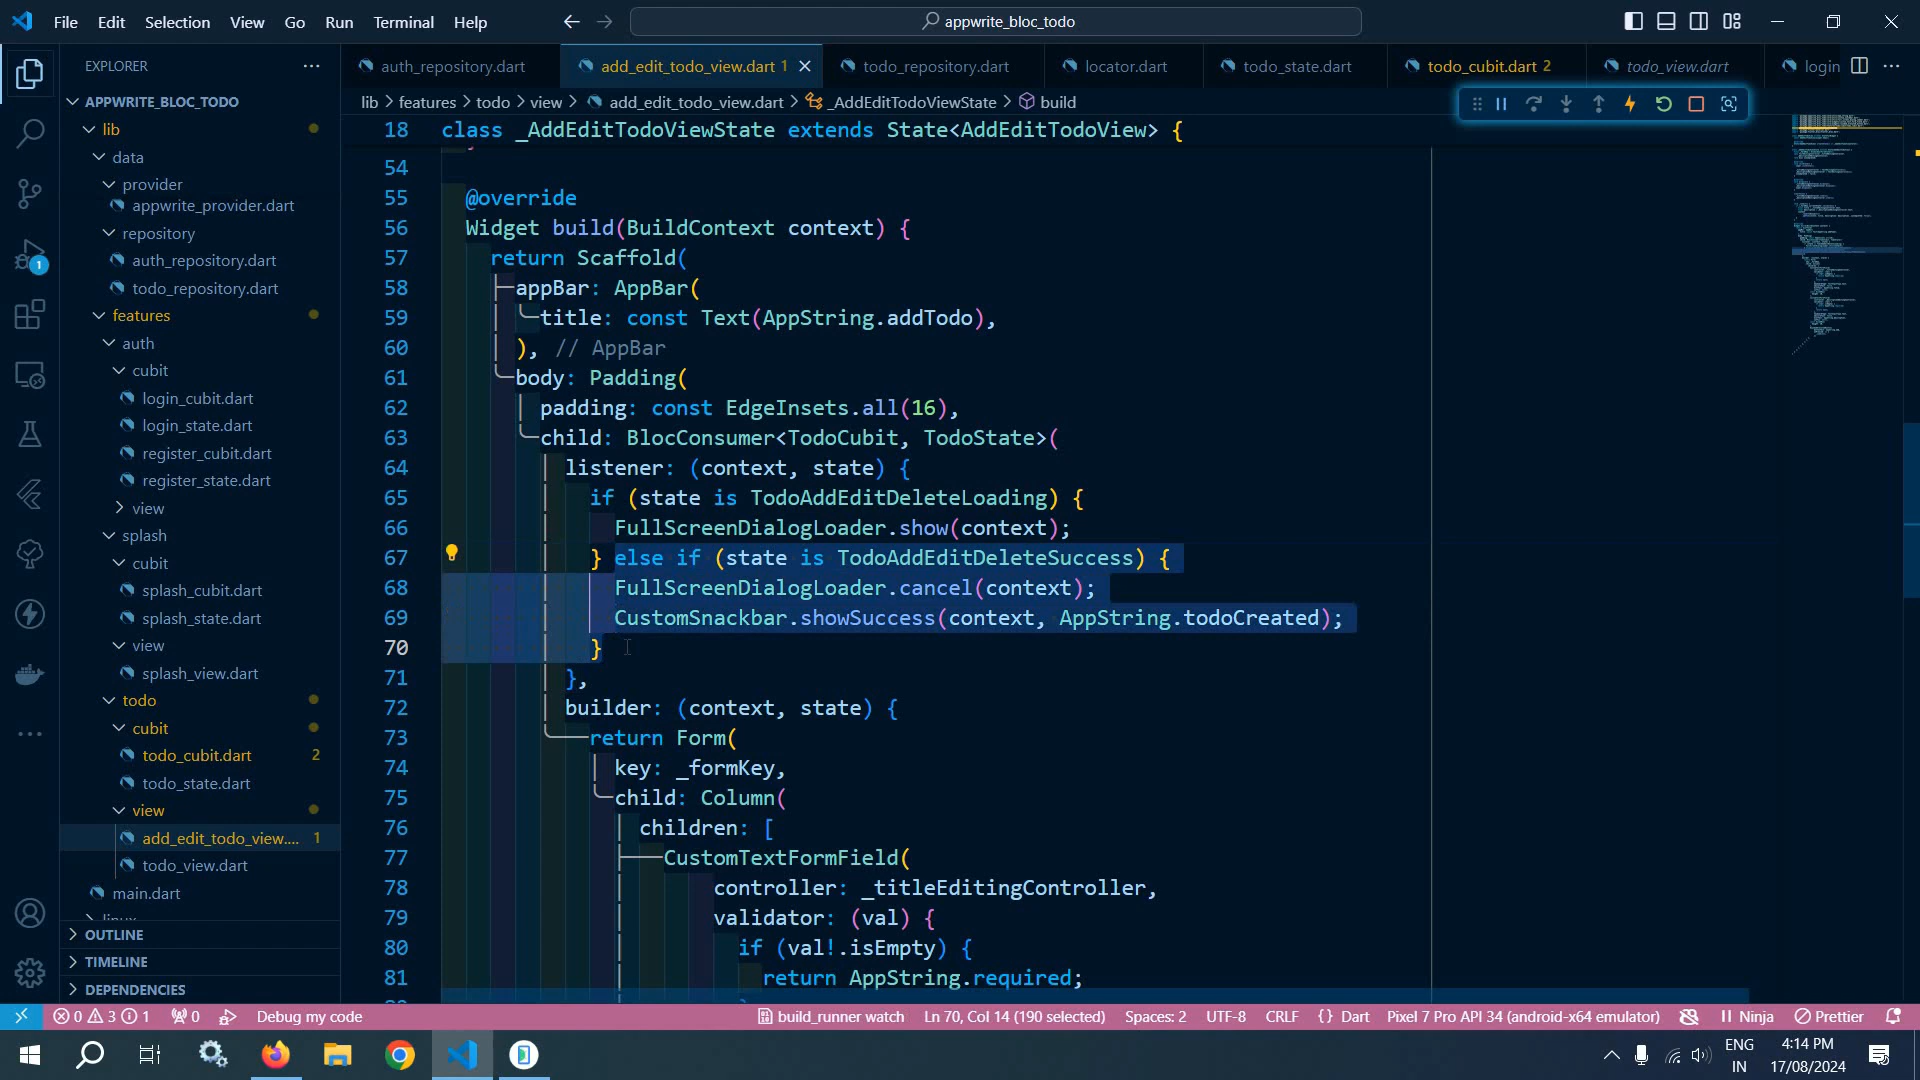 File Edit Selection View Go Run Terminal Help
appwrite_bloc_todo
EXPLORER
auth_repository.dart
add_edit_todo_view.dart 1
todo_repository.dart
locator.dart
todo_state.dart
todo_cubit.dart 2
todo_view.dart
login
APPWRITE_BLOC_TODO
lib
data
provider
appwrite_provider.dart
repository
auth_repository.dart
todo_repository.dart
features
auth
cubit
login_cubit.dart
login_state.dart
register_cubit.dart
register_state.dart
view
splash
cubit
splash_cubit.dart
splash_state.dart
view
splash_view.dart
todo
cubit
todo_cubit.dart 2
todo_state.dart
view
add_edit_todo_view.... 1
todo_view.dart
main.dart
linux
OUTLINE
TIMELINE
DEPENDENCIES
1
lib > features > todo > view > add_edit_todo_view.dart > _AddEditTodoViewState > build
18 class _AddEditTodoViewState extends State<AddEditTodoView> {
54
55 @override
56 Widget build(BuildContext context) {
57 return Scaffold(
58 appBar: AppBar(
59 title: const Text(AppString.addTodo),
60 ), // AppBar
61 body: Padding(
62 padding: const EdgeInsets.all(16),
63 child: BlocConsumer<TodoCubit, TodoState>(
64 listener: (context, state) {
65 if (state is TodoAddEditDeleteLoading) {
66 FullScreenDialogLoader.show(context);
67 } else if (state is TodoAddEditDeleteSuccess) {
68 FullScreenDialogLoader.cancel(context);
69 CustomSnackbar.showSuccess(context, AppString.todoCreated);
70 }
71 },
72 builder: (context, state) {
73 return Form(
74 key: _formKey,
75 child: Column(
76 children: [
77 CustomTextFormField(
78 controller: _titleEditingController,
79 validator: (val) {
80 if (val!.isEmpty) {
81 return AppString.required;
0 3 1 0 Debug my code
build_runner watch Ln 70, Col 14 (190 selected) Spaces: 2 UTF-8 CRLF {} Dart Pixel 7 Pro API 34 (android-x64 emulator) Ninja Prettier
ENG
IN
4:14 PM
17/08/2024